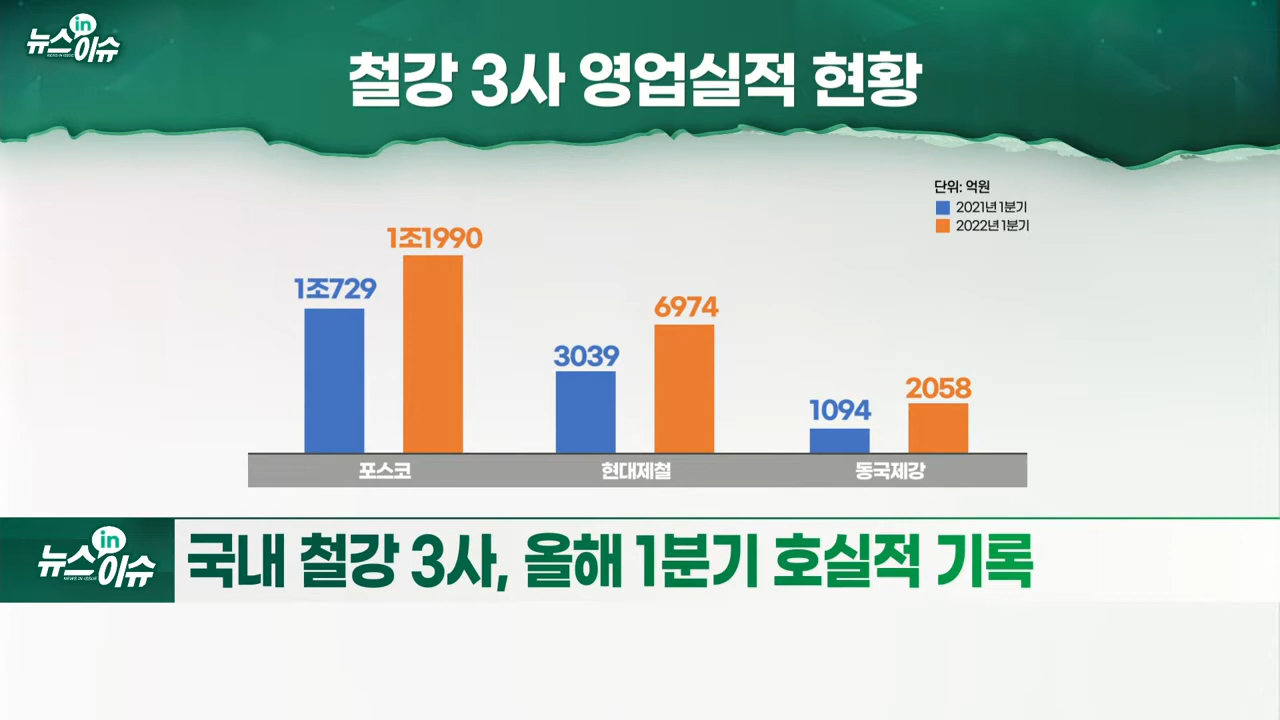 뉴스in이슈
철강 3사 영업실적 현황
단위: 억원
2021년 1분기
2022년 1분기
1조729
1조1990
3039
6974
1094
2058
포스코
현대제철
동국제강
뉴스in이슈
NEWS IN ISSUE
국내 철강 3사, 올해 1분기 호실적 기록